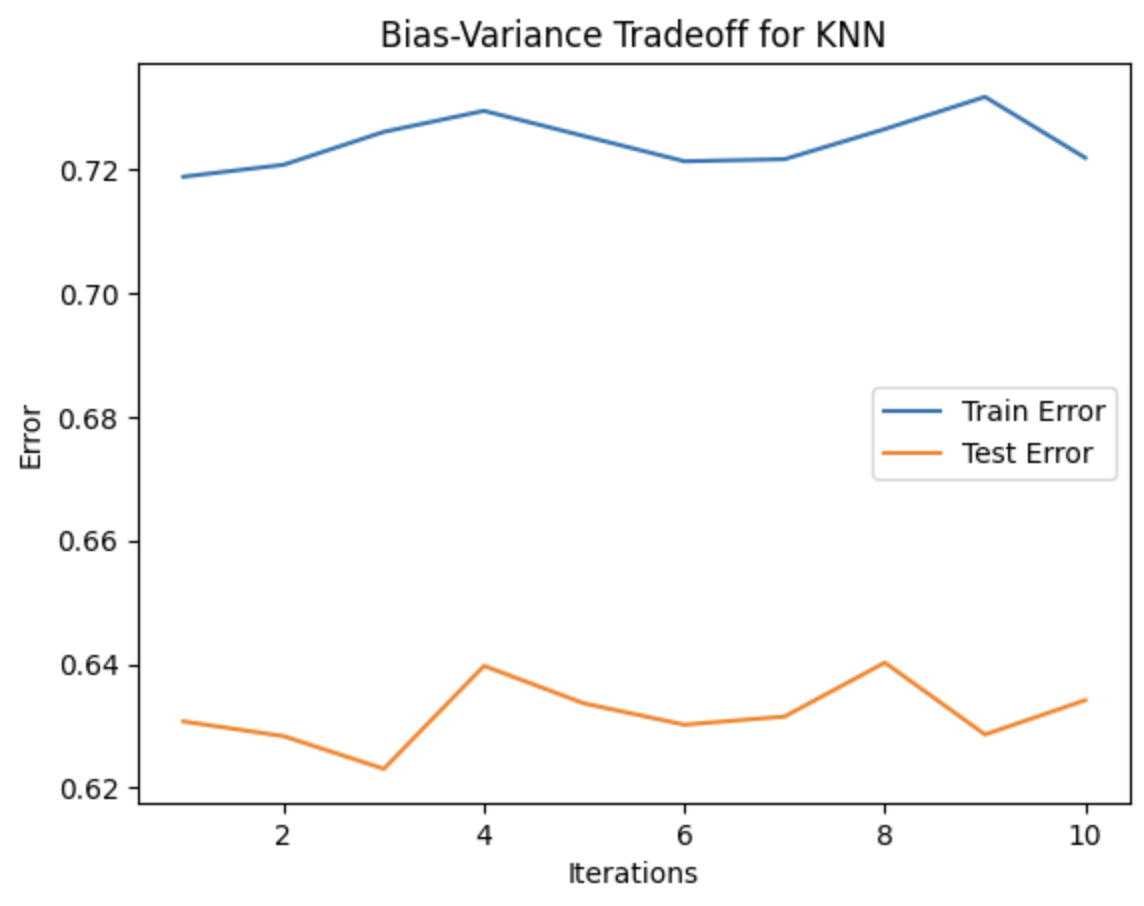 Bias-Variance Tradeoff for KNN
0.72
0.70
0.68
0.66
0.64
0.62
Error
Train Error
Test Error
2 4 6 8 10
Iterations